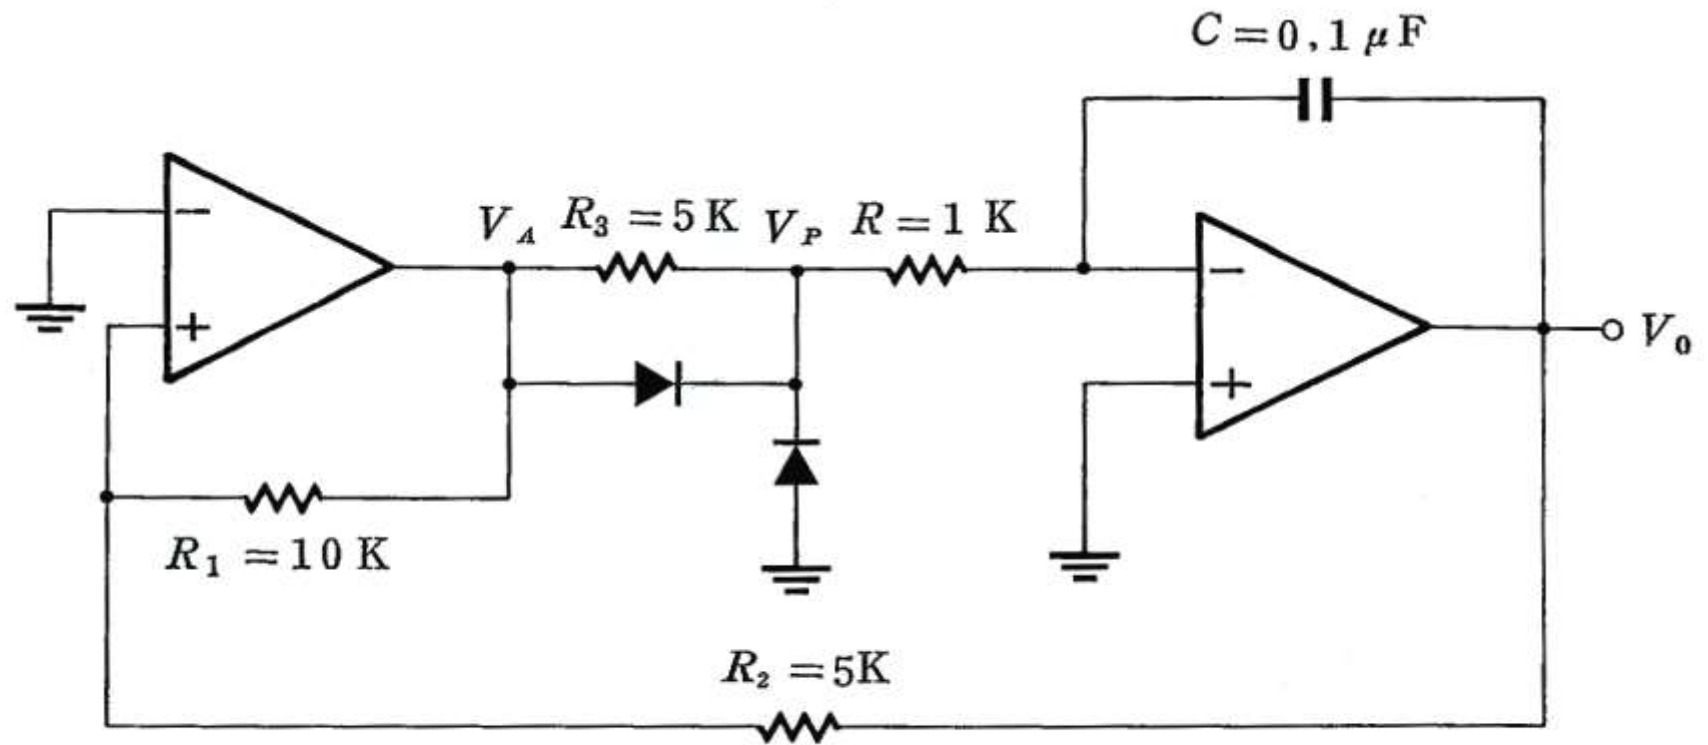 C = 0.1 μF
V_A R_3 = 5 K V_P R = 1 K
−
+
−
+
V_0
R_1 = 10 K
R_2 = 5K